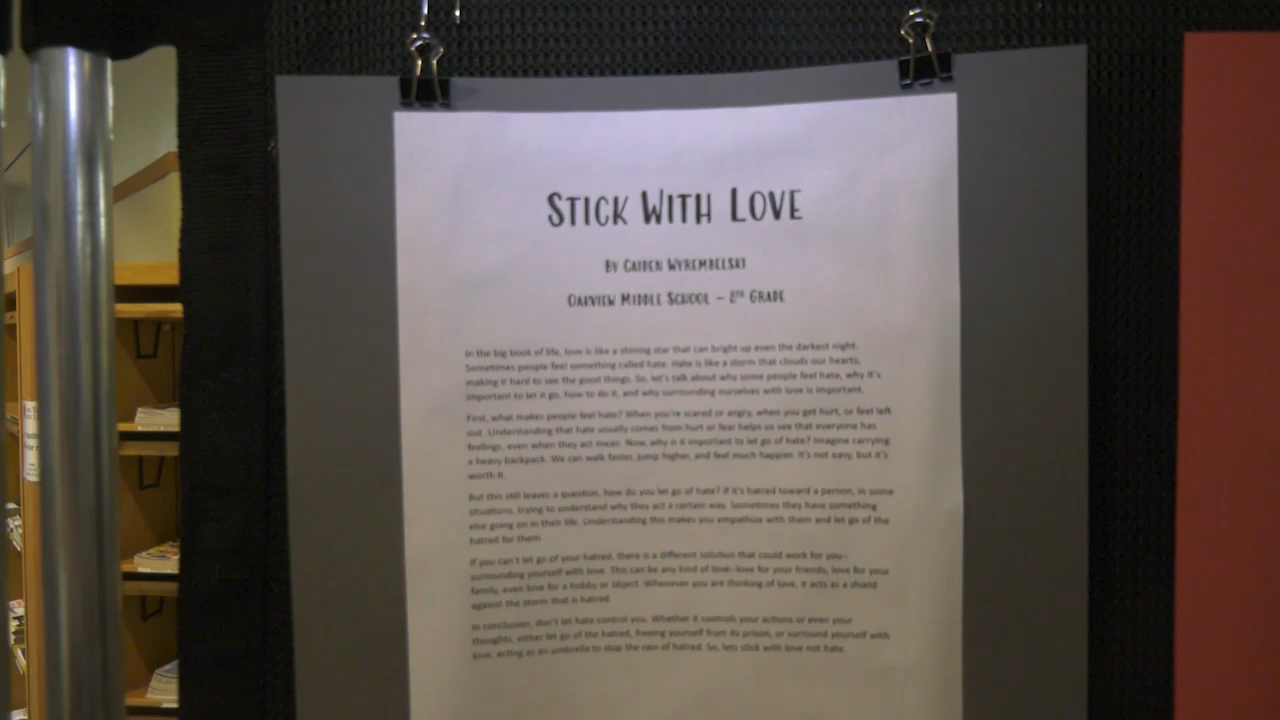 STICK WITH LOVE
BY CAIDEN WYREMBELSKI
OAKVIEW MIDDLE SCHOOL – 8TH GRADE
In the big book of life, love is like a shining star that can bright up even the darkest night.
Sometimes people feel something called hate. Hate is like a storm that clouds our hearts,
making it hard to see the good things. So, let's talk about why some people feel hate, why it's
important to let it go, how to do it, and why surrounding ourselves with love is important.
First, what makes people feel hate? When you're scared or angry, when you get hurt, or feel left
out. Understanding that hate usually comes from hurt or fear helps us see that everyone has
feelings, even when they act mean. Now, why is it important to let go of hate? Imagine carrying
a heavy backpack. We can walk faster, jump higher, and feel much happier. It's not easy, but it's
worth it.
But this still leaves a question, how do you let go of hate? If it's hatred toward a person, in some
situations, trying to understand why they act a certain way. Sometimes they have something
else going on in their life. Understanding this makes you empathize with them and let go of the
hatred for them.
If you can't let go of your hatred, there is a different solution that could work for you--
surrounding yourself with love. This can be any kind of love--love for your friends, love for your
family, even love for a hobby or object. Whenever you are thinking of love, it acts as a shield
against the storm that is hatred.
In conclusion, don't let hate control you. Whether it controls your actions or even your
thoughts, either let go of the hatred, freeing yourself from its prison, or surround yourself with
love, acting as an umbrella to stop the rain of hatred. So, lets stick with love not hate.